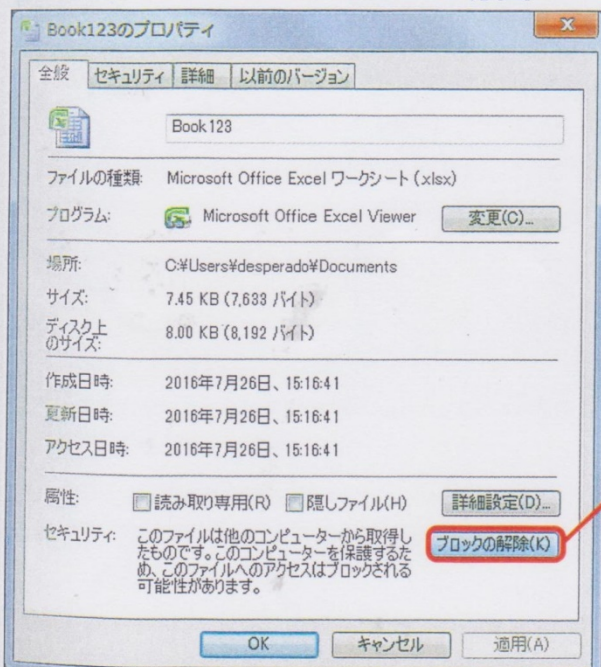 Book123のプロパティ
全般 セキュリティ 詳細 以前のバージョン
Book123
ファイルの種類: Microsoft Office Excel ワークシート (.xlsx)
プログラム: Microsoft Office Excel Viewer 変更(C)...
場所: C:¥Users¥desperado¥Documents
サイズ: 7.45 KB (7,633 バイト)
ディスク上
のサイズ: 8.00 KB (8,192 バイト)
作成日時: 2016年7月26日、15:16:41
更新日時: 2016年7月26日、15:16:41
アクセス日時: 2016年7月26日、15:16:41
属性: 読み取り専用(R) 隠しファイル(H) 詳細設定(D)...
セキュリティ: このファイルは他のコンピューターから取得し
たものです。このコンピューターを保護するた
め、このファイルへのアクセスはブロックされる
可能性があります。
ブロックの解除(K)
OK キャンセル 適用(A)